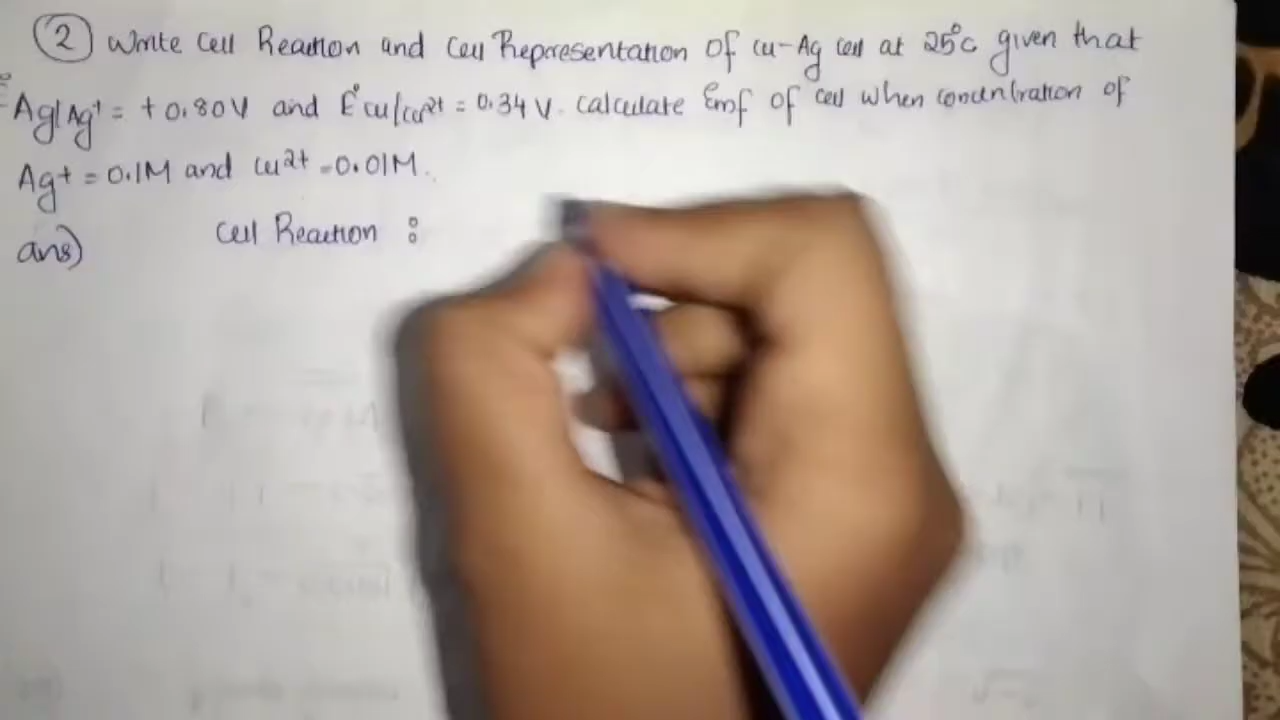 2 Write Cell Reaction and Cell Representation of Cu-Ag cell at 25°C given that
E° Ag/Ag+ = +0.80V and E° Cu/Cu2+ = 0.34V. Calculate Emf of cell when concentration of
Ag+ = 0.1M and Cu2+ = 0.01M.
ans) Cell Reaction :